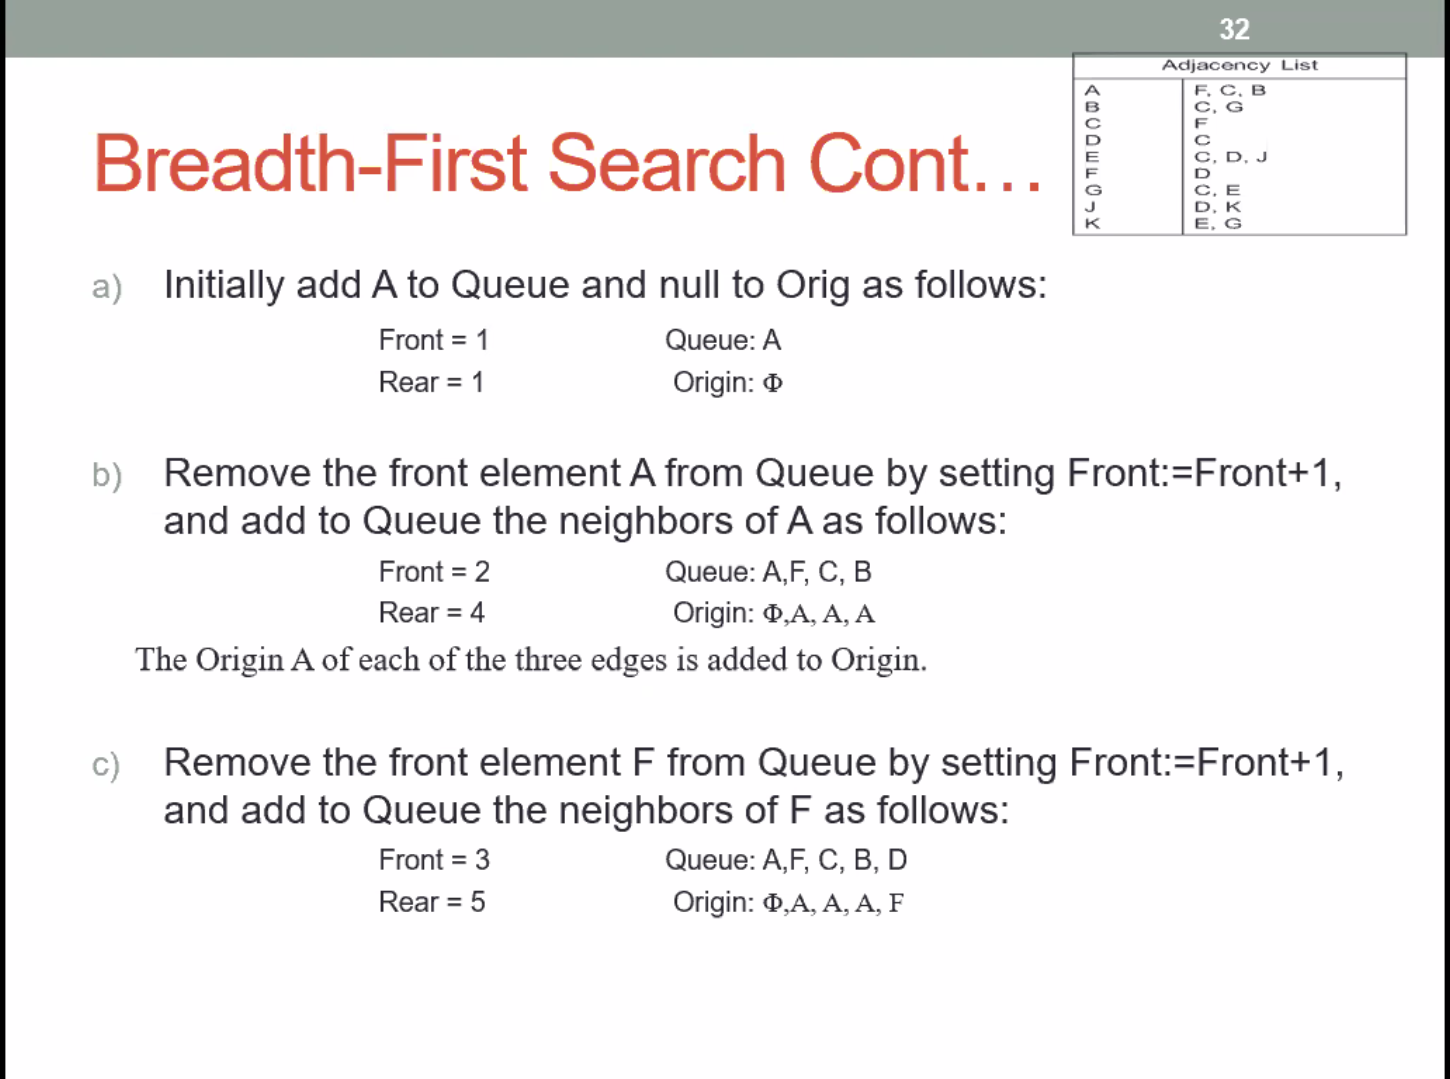 32
Adjacency List
A F, C, B
B C, G
C F
D C
E C, D, J
F D
G C, E
J D, K
K E, G
Breadth-First Search Cont...
a) Initially add A to Queue and null to Orig as follows:
Front = 1 Queue: A
Rear = 1 Origin: Φ
b) Remove the front element A from Queue by setting Front:=Front+1,
and add to Queue the neighbors of A as follows:
Front = 2 Queue: A,F, C, B
Rear = 4 Origin: Φ,A, A, A
The Origin A of each of the three edges is added to Origin.
c) Remove the front element F from Queue by setting Front:=Front+1,
and add to Queue the neighbors of F as follows:
Front = 3 Queue: A,F, C, B, D
Rear = 5 Origin: Φ,A, A, A, F